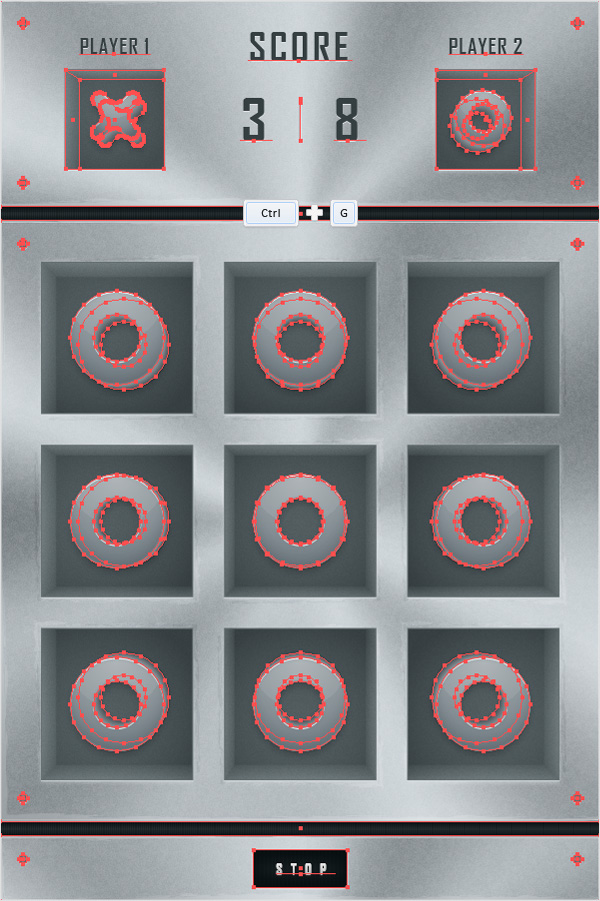 PLAYER 1
SCORE
PLAYER 2
3 8
Ctrl + G
STOP